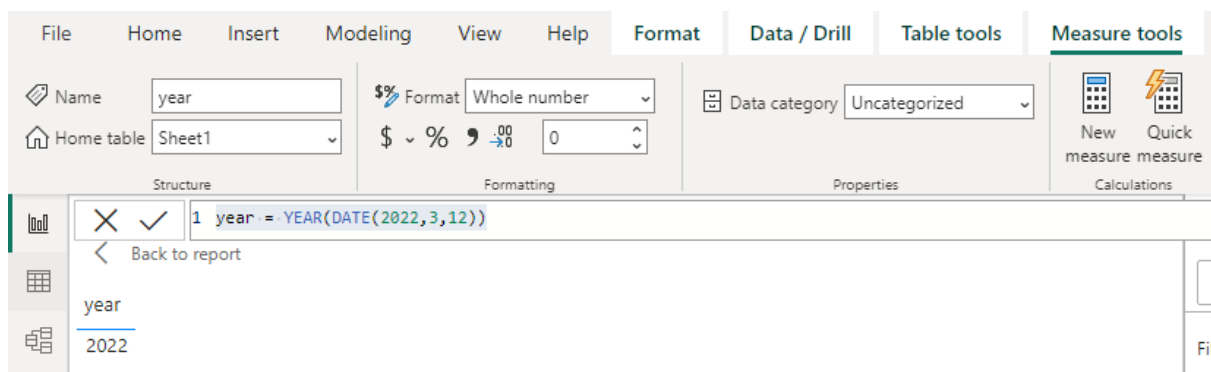 File Home Insert Modeling View Help Format Data / Drill Table tools Measure tools
Name year
$% Format Whole number
Data category Uncategorized
Home table Sheet1
$ % 9 .00 →0 0
New measure
Quick measure
Structure
Formatting
Properties
Calculations
1 year = YEAR(DATE(2022,3,12))
Back to report
year
2022
Fi